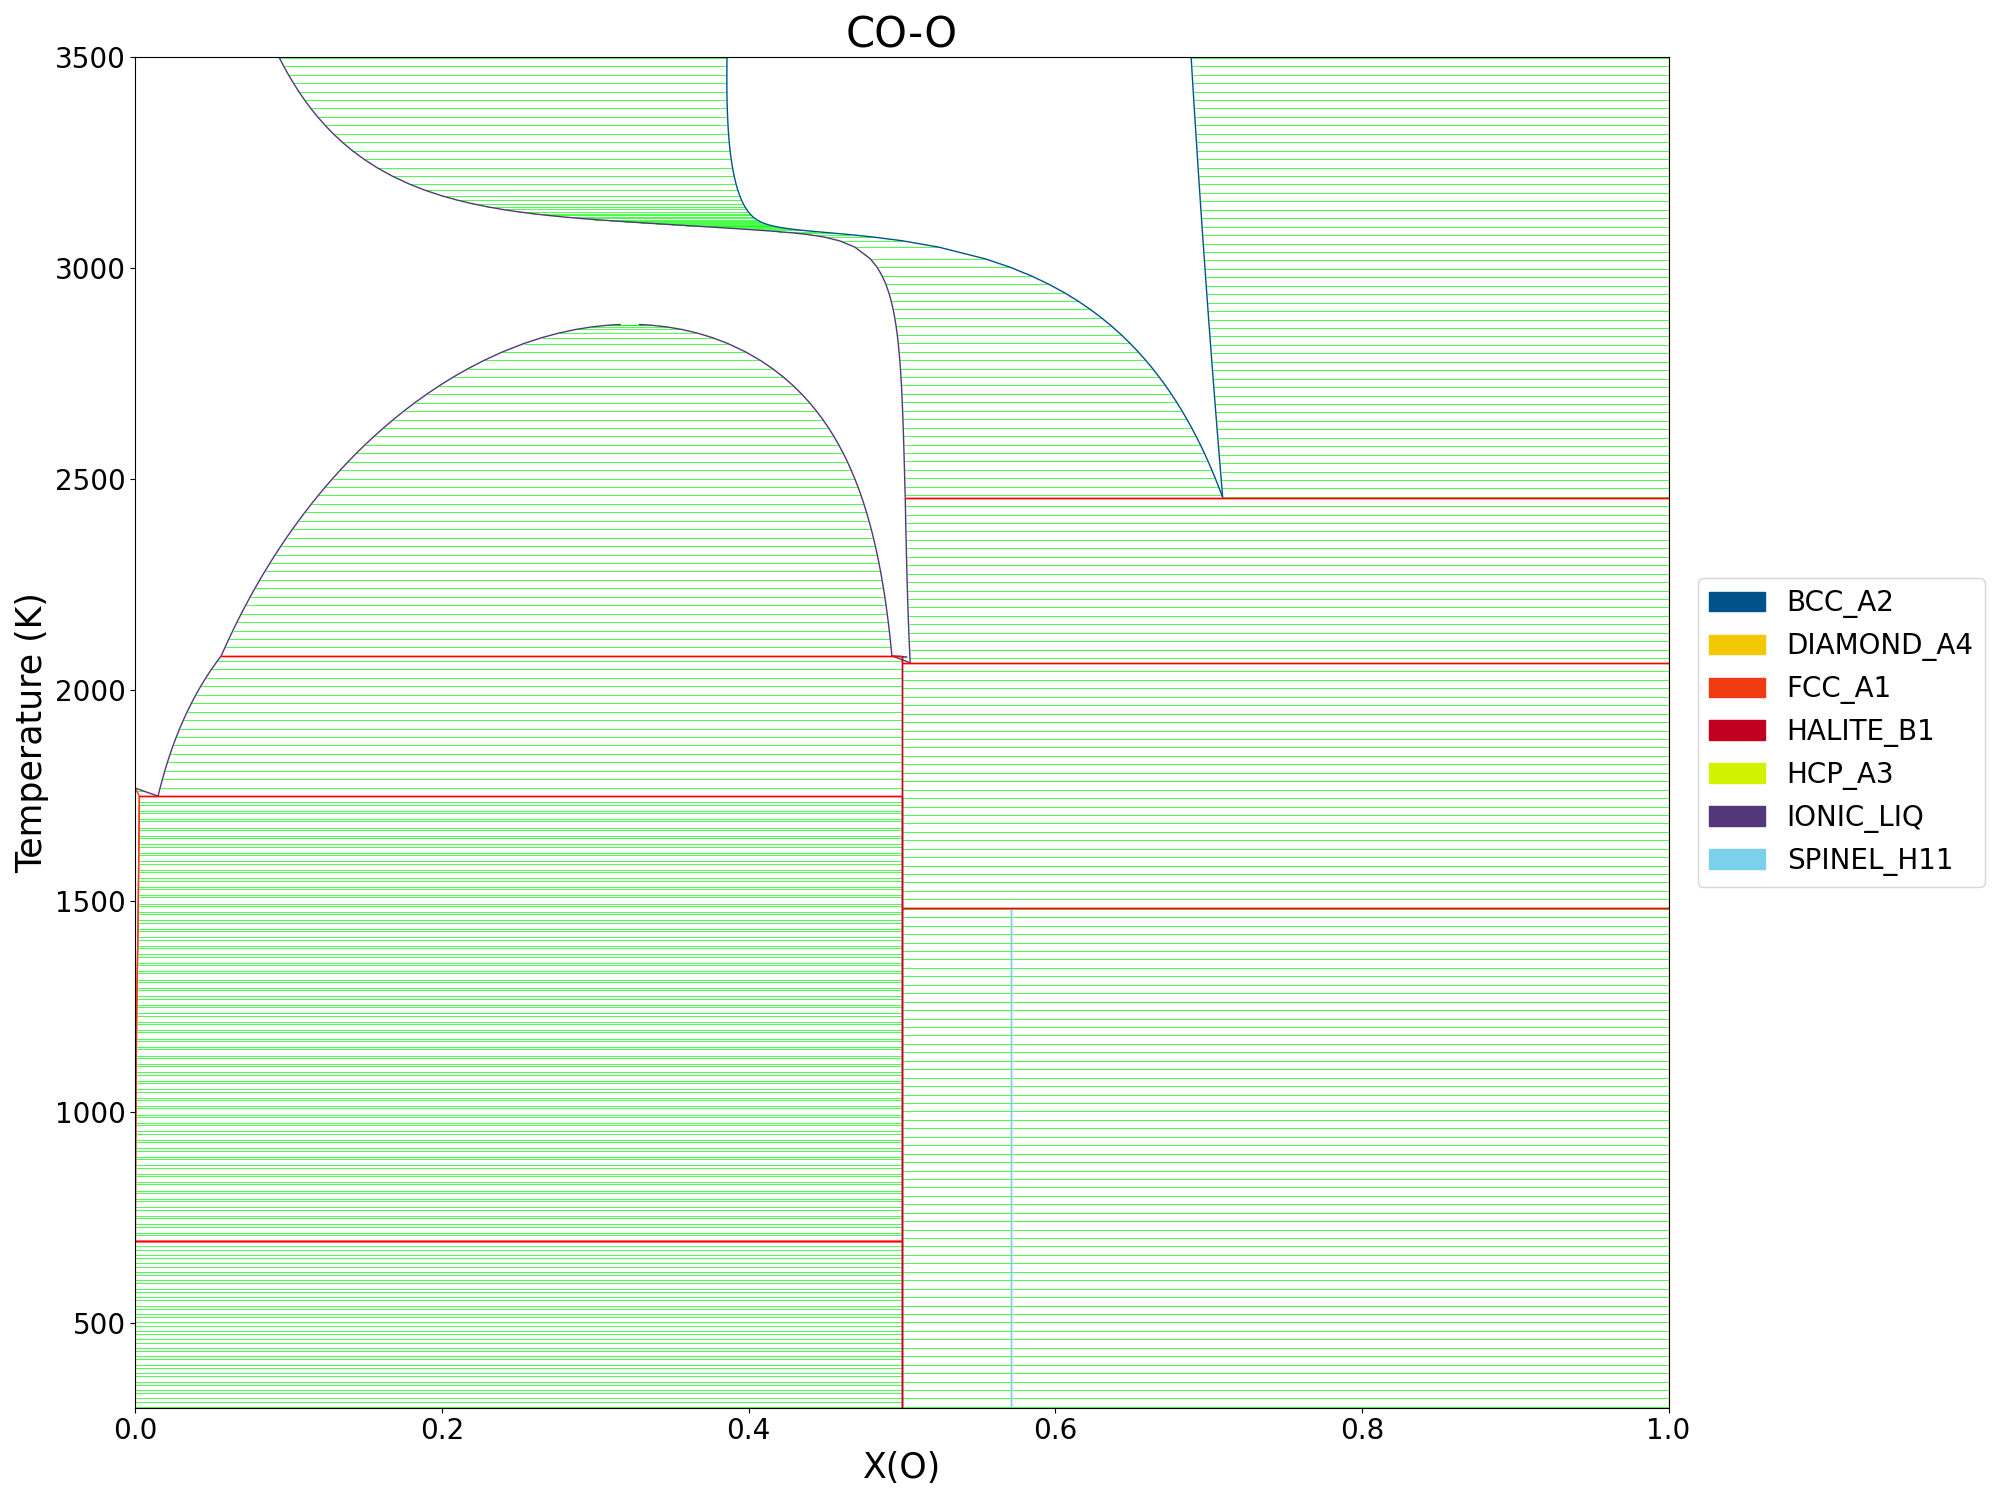 CO-O
3500
3000
2500
2000
1500
1000
500
Temperature (K)
0.0 0.2 0.4 0.6 0.8 1.0
X(O)
BCC_A2
DIAMOND_A4
FCC_A1
HALITE_B1
HCP_A3
IONIC_LIQ
SPINEL_H11